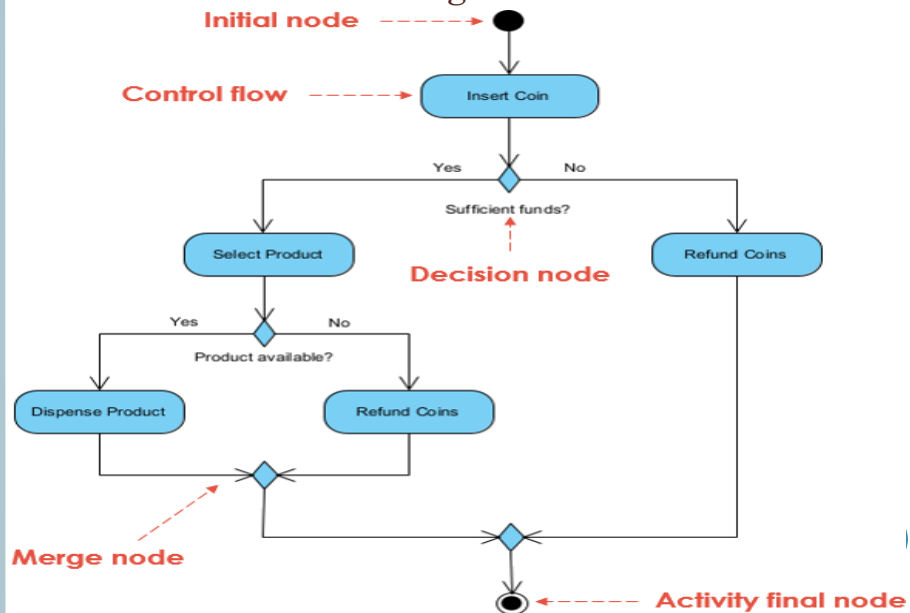 Initial node
Control flow
Insert Coin
Yes
No
Sufficient funds?
Select Product
Decision node
Refund Coins
Yes
No
Product available?
Dispense Product
Refund Coins
Merge node
Activity final node